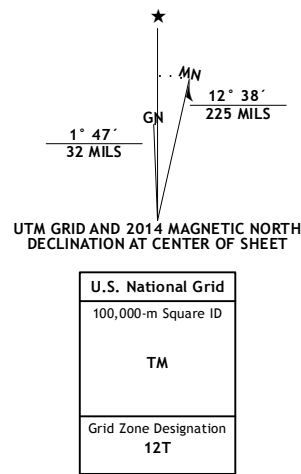 ★
MN
GN
12° 38´
225 MILS
1° 47´
32 MILS
UTM GRID AND 2014 MAGNETIC NORTH
DECLINATION AT CENTER OF SHEET
U.S. National Grid
100,000-m Square ID
TM
Grid Zone Designation
12T